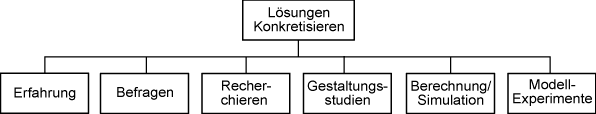 Lösungen
Konkretisieren
Erfahrung
Befragen
Recher-
chieren
Gestaltungs-
studien
Berechnung/
Simulation
Modell-
Experimente